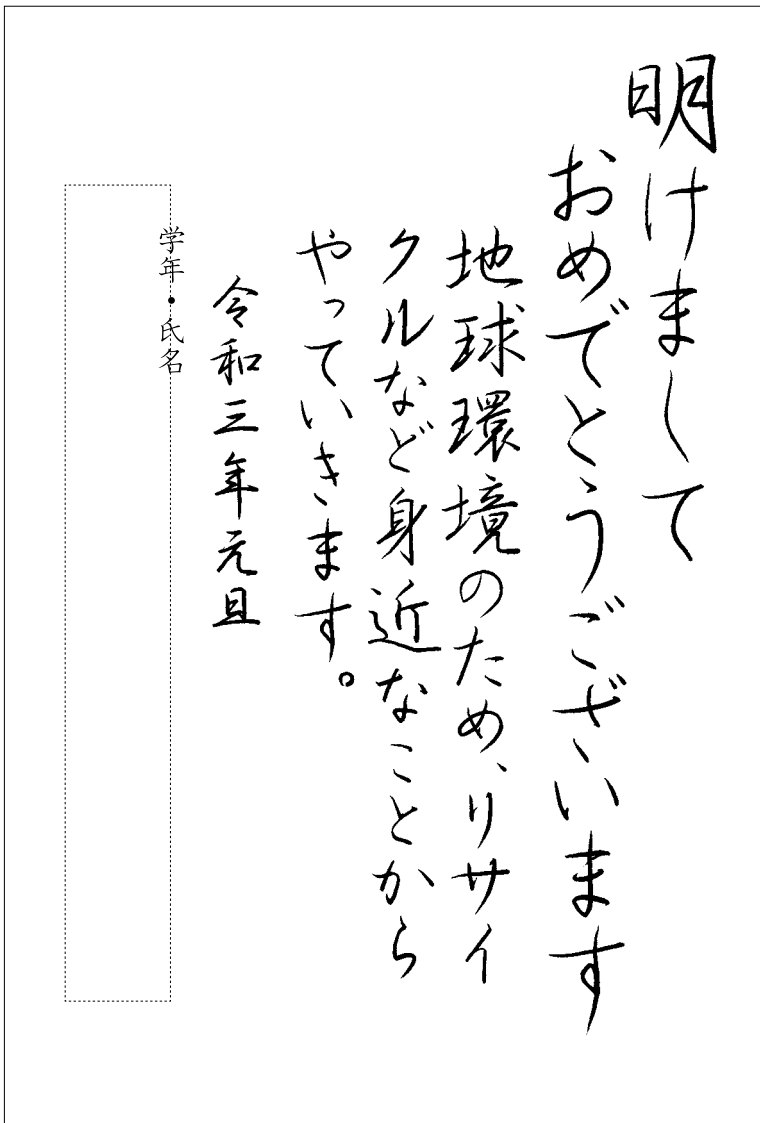 明けまして
おめでとうございます
地球環境のため、リサイ
クルなど身近なことから
やっていきます。
令和三年元旦
学年・氏名